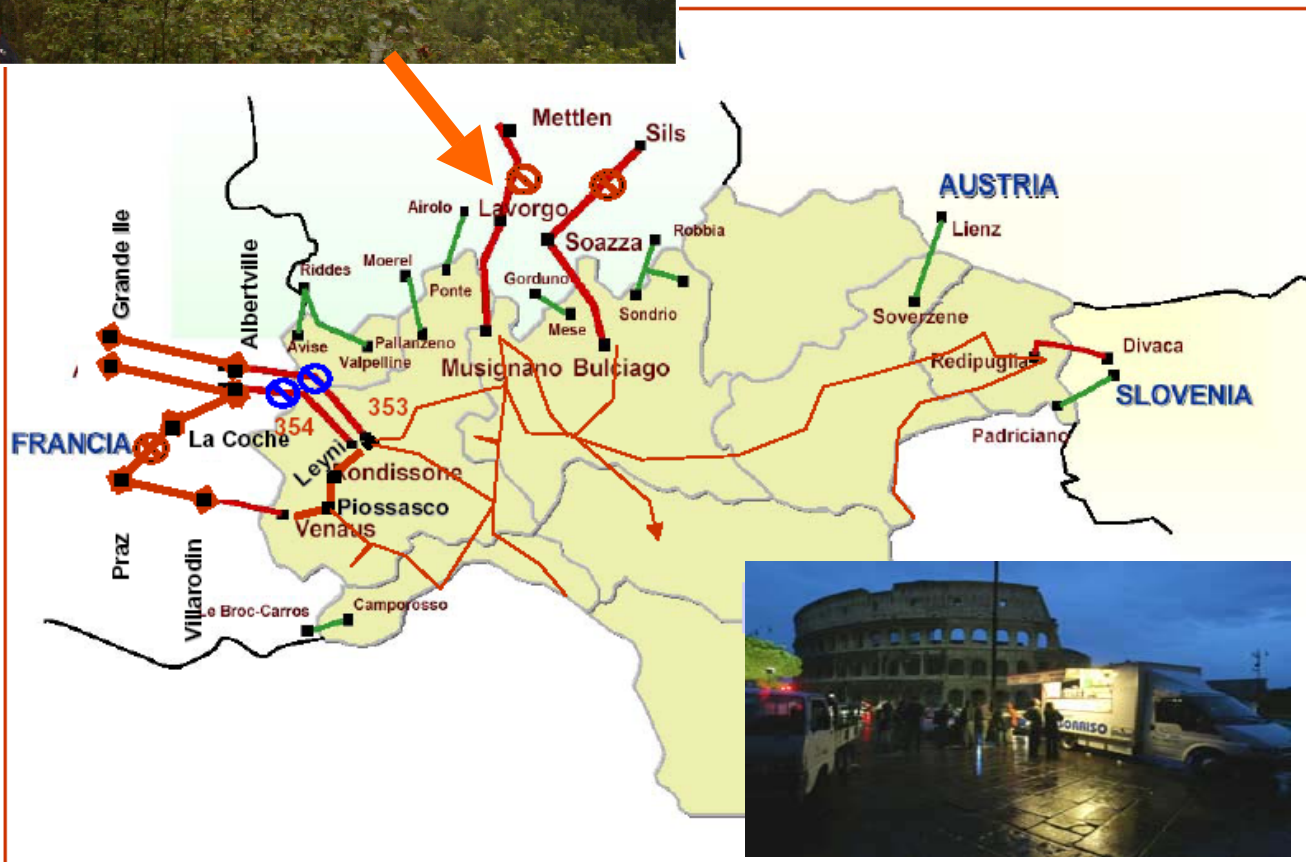 Mettlen
Sils
AUSTRIA
Airolo
Lavorgo
Lienz
Grande Ile
Albertville
Riddes
Moerel
Ponte
Gorduno
Soazza
Robbia
Sondrio
Soverzene
Avise
Valpelline
Pallanzeno
Mese
Musignano
Bulciago
Redipuglia
Divaca
SLOVENIA
353
354
FRANCIA
La Coche
Leyni
Rondissone
Padriciano
Piossasco
Venaus
Praz
Villarodin
Le Broc-Carros
Camporosso
SORRISO